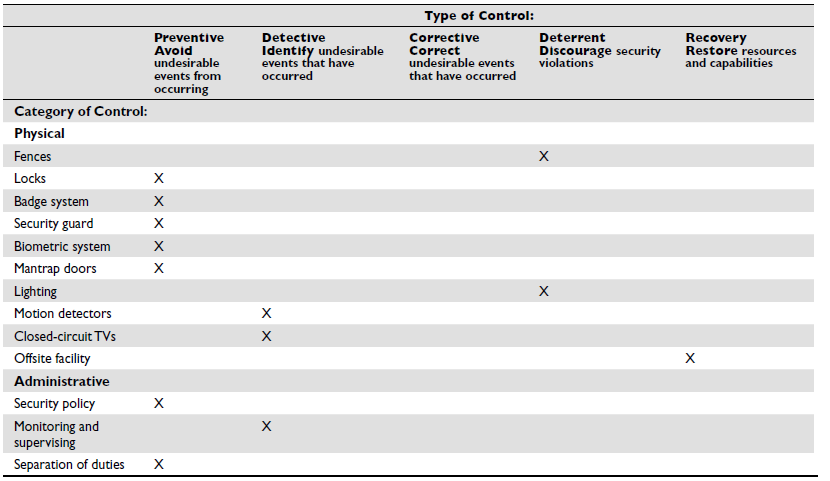 Type of Control:
Preventive Detective Corrective Deterrent Recovery
Avoid Identify undesirable Correct Discourage security Restore resources
undesirable events that have undesirable events violations and capabilities
events from occurred that have occurred
occurring
Category of Control:
Physical
Fences X
Locks X
Badge system X
Security guard X
Biometric system X
Mantrap doors X
Lighting X
Motion detectors X
Closed-circuit TVs X
Offsite facility X
Administrative
Security policy X
Monitoring and X
supervising
Separation of duties X